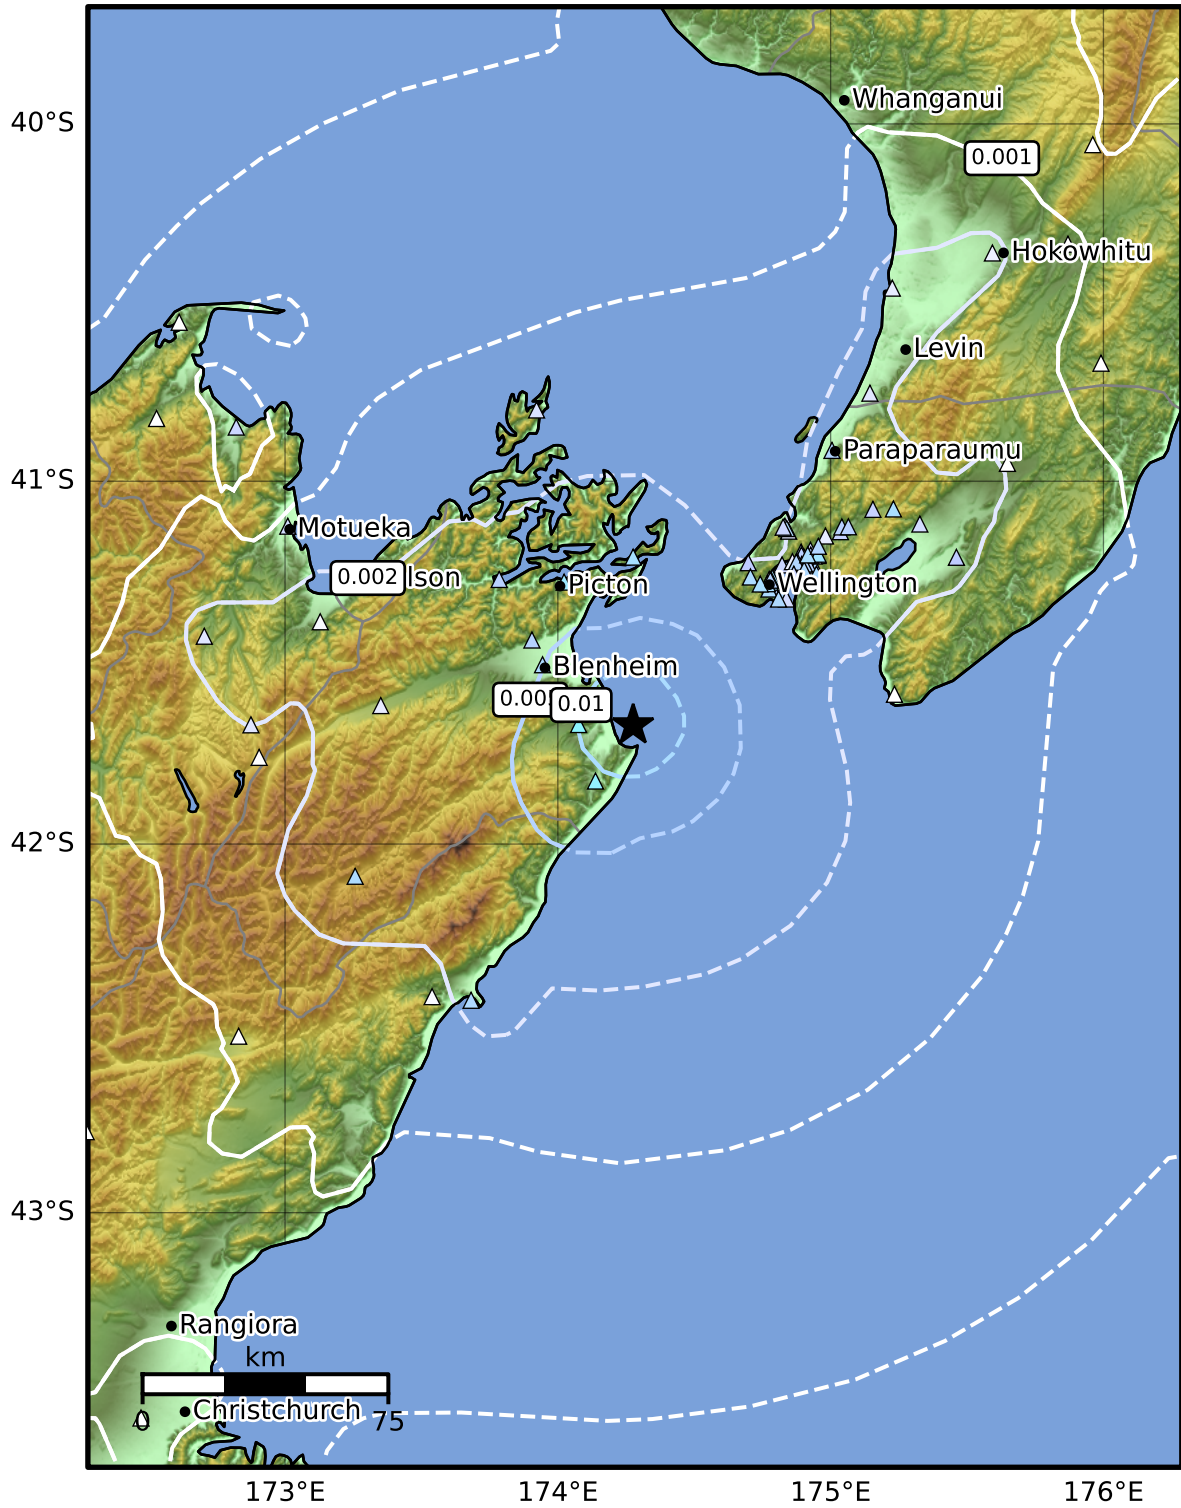 Whanganui
40°S
0.001
Hokowhitu
Levin
Paraparaumu
41°S
Motueka
0.002
lson
Picton
Wellington
Blenheim
0.01
42°S
43°S
Rangiora
km
Christchurch
0
75
173°E
174°E
175°E
176°E